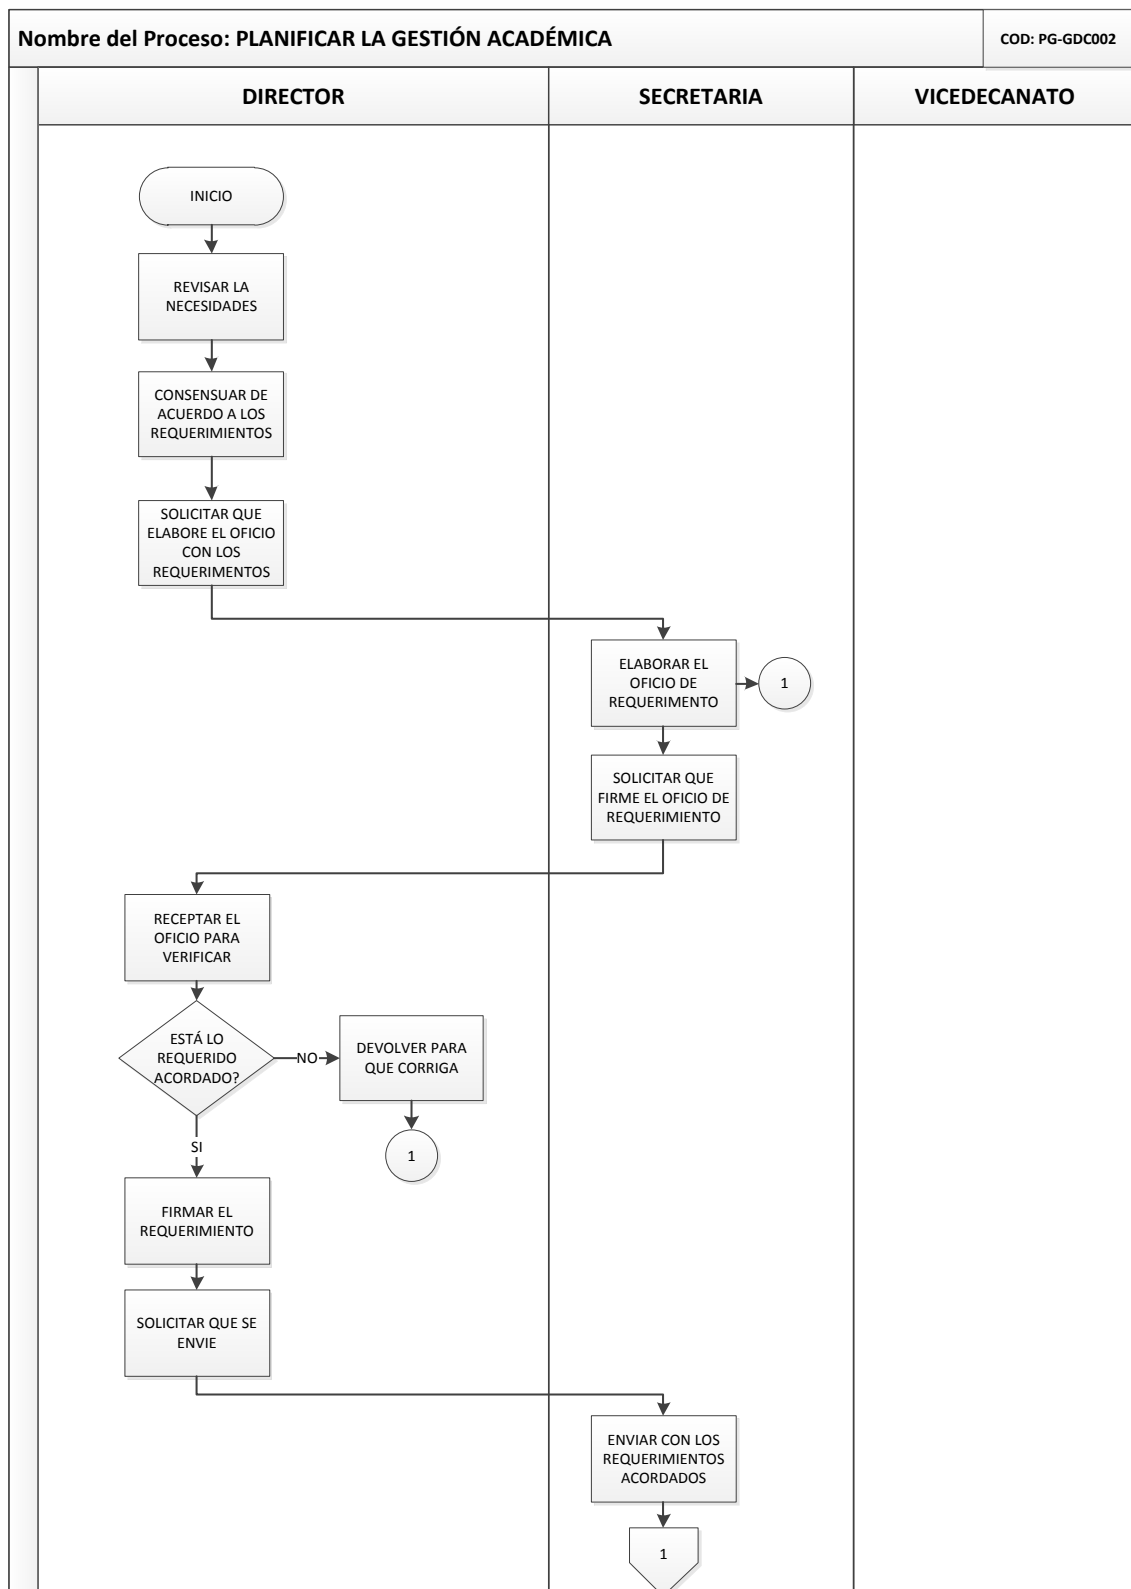 Nombre del Proceso: PLANIFICAR LA GESTIÓN ACADÉMICA
COD: PG-GDC002
DIRECTOR
SECRETARIA
VICEDECANATO
INICIO
REVISAR LA
NECESIDADES
CONSENSUAR DE
ACUERDO A LOS
REQUERIMIENTOS
SOLICITAR QUE
ELABORE EL OFICIO
CON LOS
REQUERIMENTOS
ELABORAR EL
OFICIO DE
REQUERIMENTO
1
SOLICITAR QUE
FIRME EL OFICIO DE
REQUERIMIENTO
RECEPTAR EL
OFICIO PARA
VERIFICAR
ESTÁ LO
REQUERIDO
ACORDADO?
NO
DEVOLVER PARA
QUE CORRIGA
1
SI
FIRMAR EL
REQUERIMIENTO
SOLICITAR QUE SE
ENVIE
ENVIAR CON LOS
REQUERIMIENTOS
ACORDADOS
1